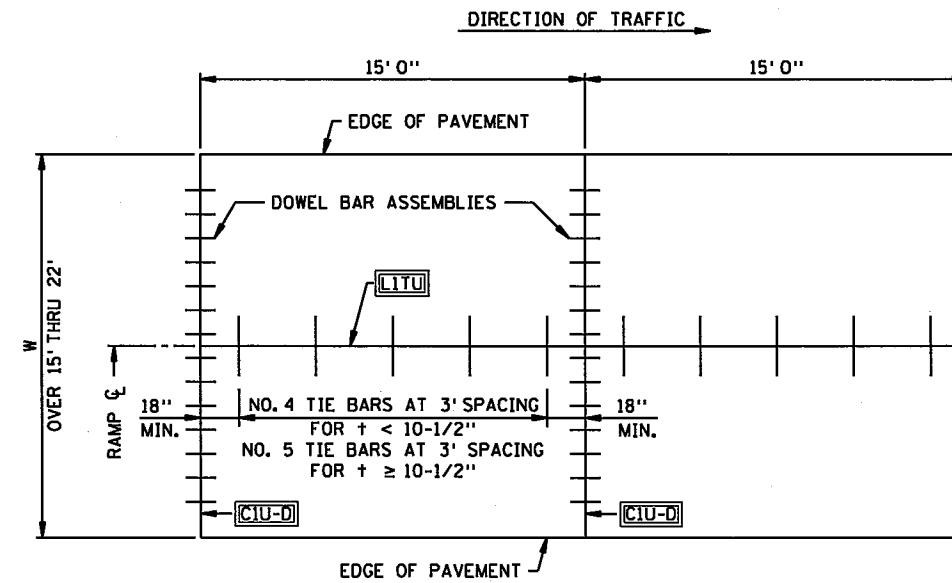 DIRECTION OF TRAFFIC
15' 0"
15' 0"
EDGE OF PAVEMENT
DOWEL BAR ASSEMBLIES
L1TU
W
OVER 15' THRU 22'
RAMP ℄
18"
MIN.
NO. 4 TIE BARS AT 3' SPACING
FOR t < 10-1/2"
NO. 5 TIE BARS AT 3' SPACING
FOR t ≥ 10-1/2"
18"
MIN.
C1U-D
C1U-D
EDGE OF PAVEMENT